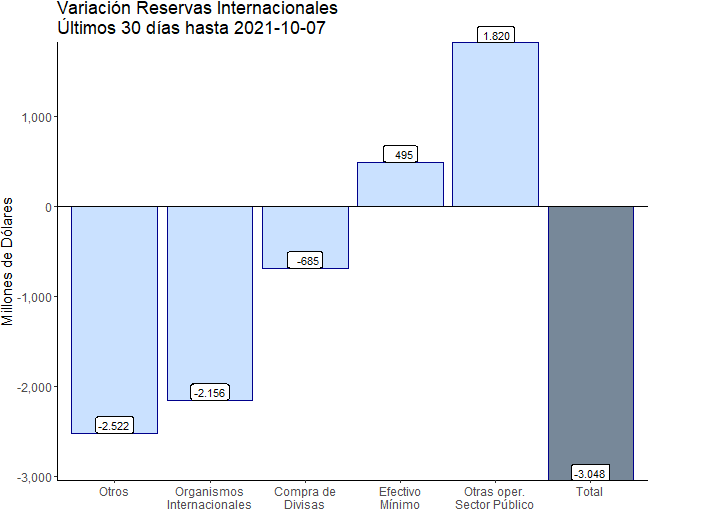 Variación Reservas Internacionales
Últimos 30 días hasta 2021-10-07
Millones de Dólares
1,000
0
-1,000
-2,000
-3,000
-2.522
-2.156
-685
495
1.820
-3.048
Otros
Organismos
Internacionales
Compra de
Divisas
Efectivo
Mínimo
Otras oper.
Sector Público
Total